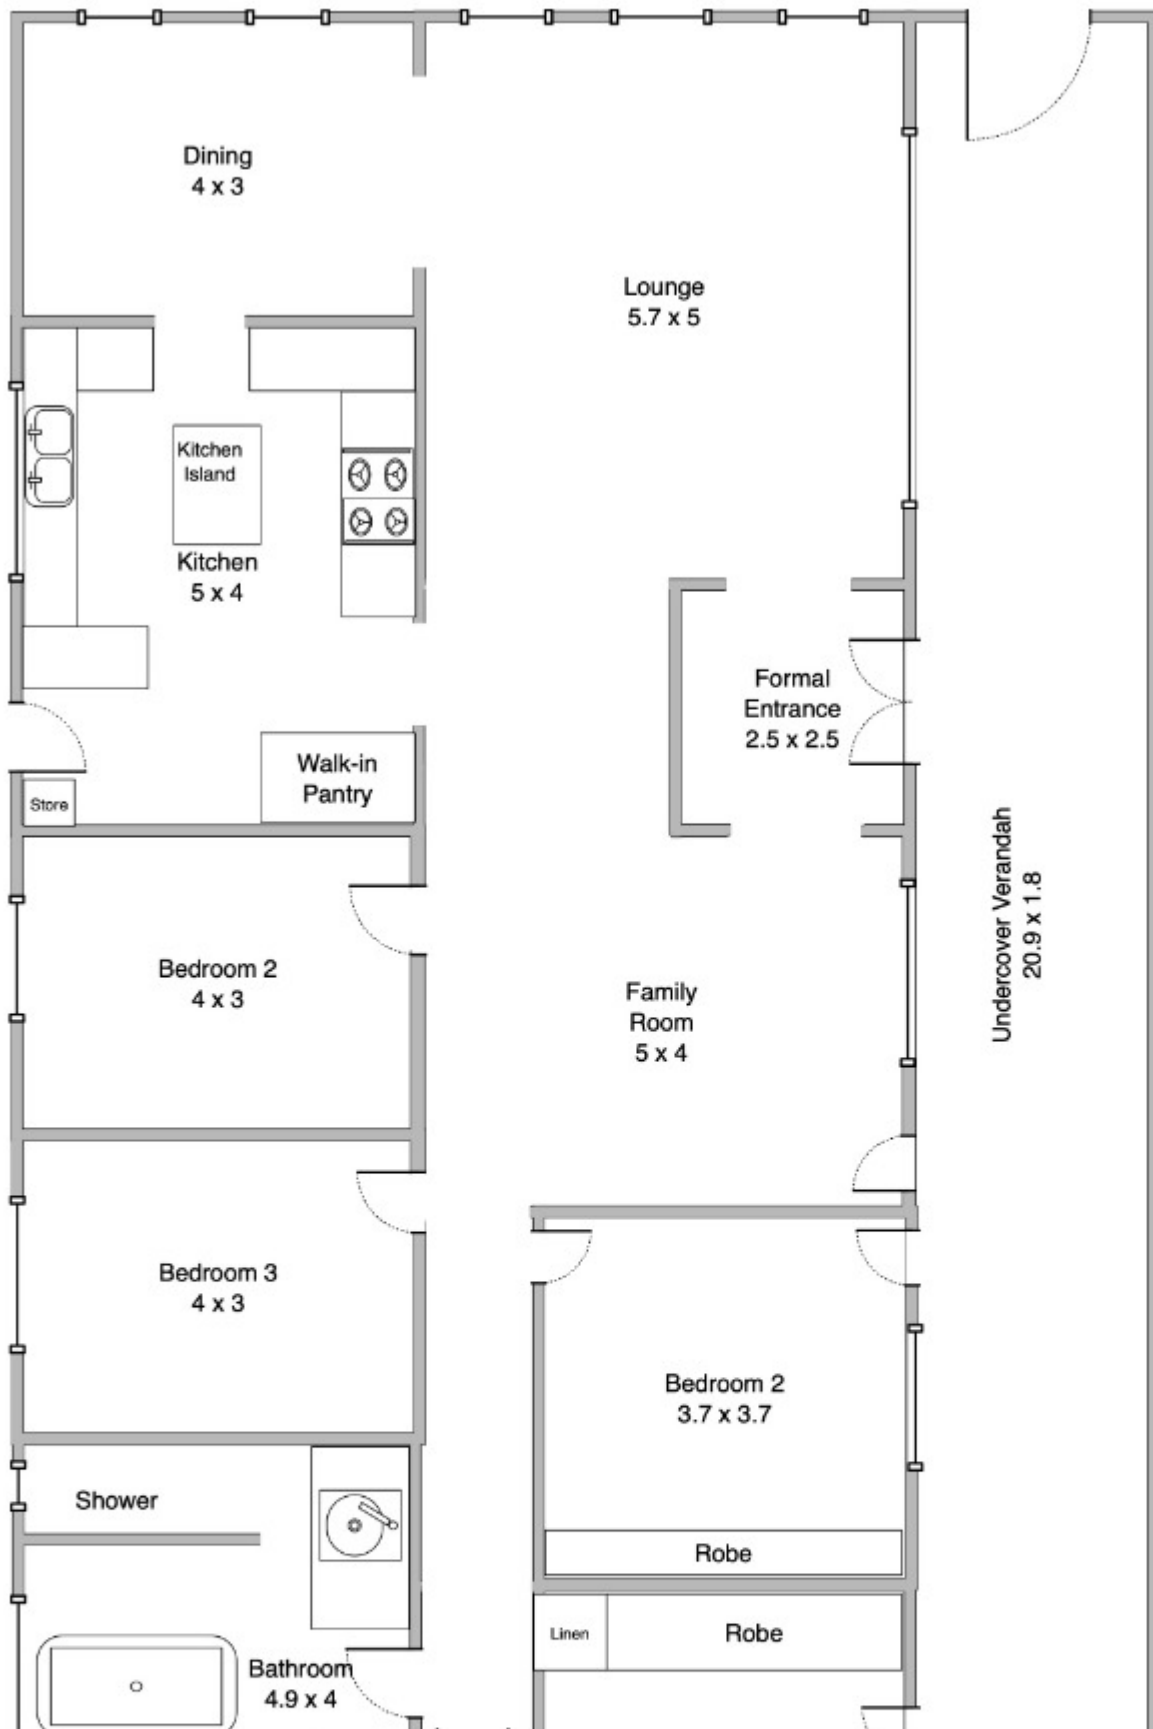 Dining
4 x 3
Lounge
5.7 x 5
Kitchen
Island
Kitchen
5 x 4
Formal
Entrance
2.5 x 2.5
Walk-in
Pantry
Store
Undercover Verandah
20.9 x 1.8
Bedroom 2
4 x 3
Family
Room
5 x 4
Bedroom 3
4 x 3
Bedroom 2
3.7 x 3.7
Shower
Robe
Linen
Robe
Bathroom
4.9 x 4